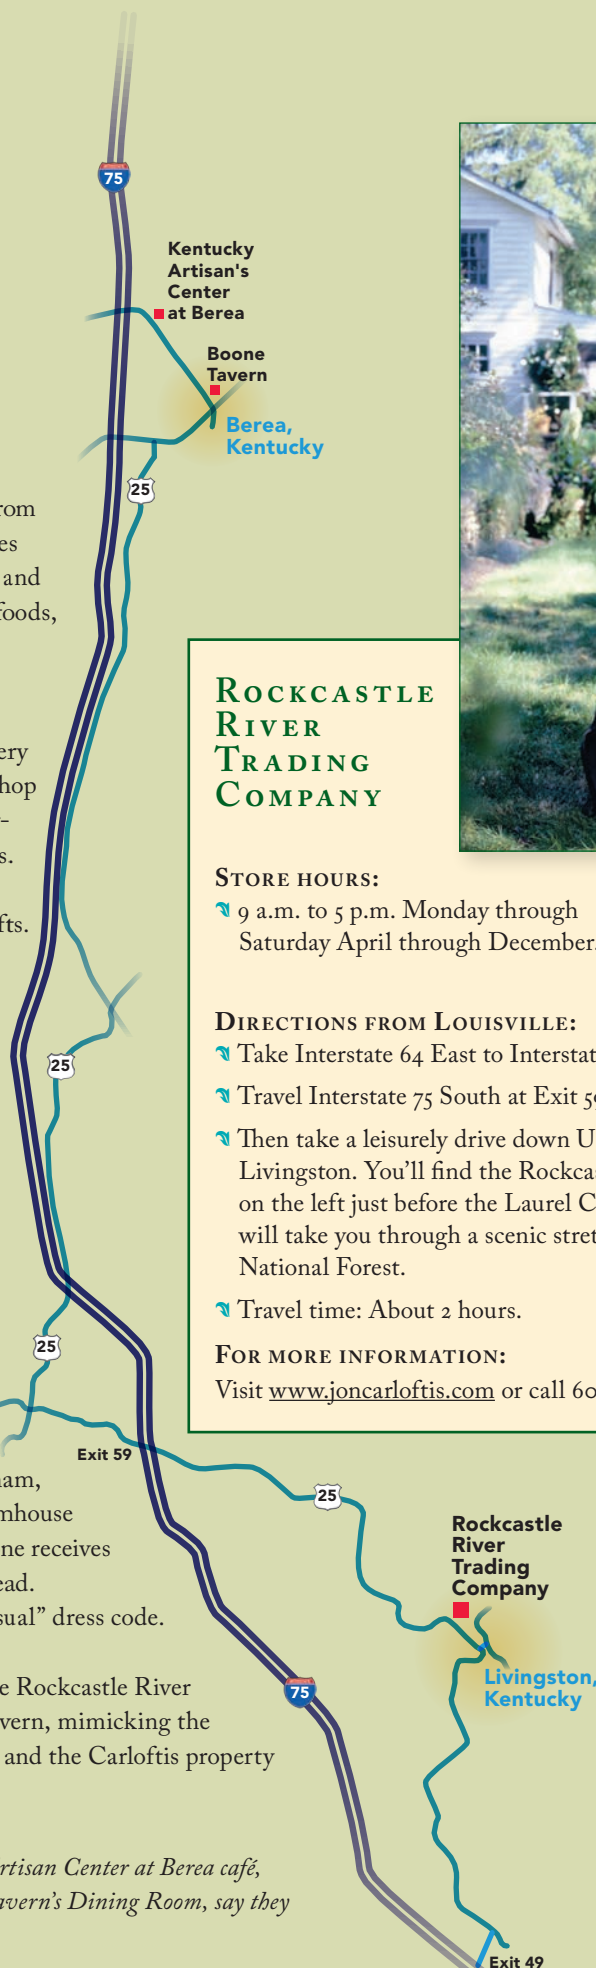 75
Kentucky
Artisan's
Center
at Berea
Boone
Tavern
Berea,
Kentucky
25
rom
es
and
foods,
ery
hop
-
s.
fts.
ROCKCASTLE
RIVER
TRADING
COMPANY
STORE HOURS:
9 a.m. to 5 p.m. Monday through
Saturday April through December.
DIRECTIONS FROM LOUISVILLE:
Take Interstate 64 East to Interstat
Travel Interstate 75 South at Exit 59
Then take a leisurely drive down U
Livingston. You'll find the Rockcas
on the left just before the Laurel C
will take you through a scenic stret
National Forest.
Travel time: About 2 hours.
FOR MORE INFORMATION:
Visit www.joncarloftis.com or call 60
25
25
Exit 59
25
am,
mhouse
ne receives
ead.
sual” dress code.
e Rockcastle River
vern, mimicking the
and the Carloftis property
rtisan Center at Berea café,
avern’s Dining Room, say they
Rockcastle
River
Trading
Company
Livingston,
Kentucky
75
Exit 49